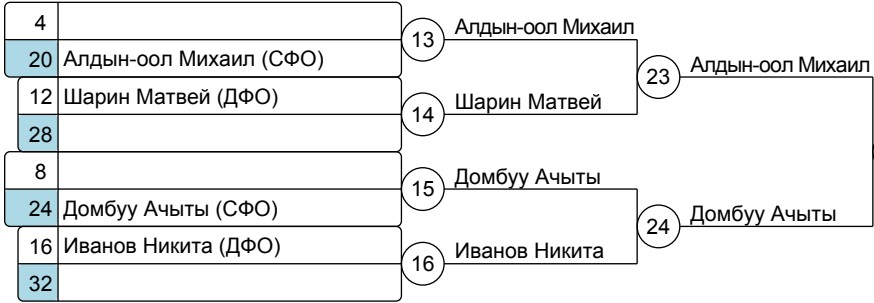 4
20 Алдын-оол Михаил (СФО)
12 Шарин Матвей (ДФО)
28
8
24 Домбуу Ачыты (СФО)
16 Иванов Никита (ДФО)
32
13 Алдын-оол Михаил
14 Шарин Матвей
15 Домбуу Ачыты
16 Иванов Никита
23 Алдын-оол Михаил
24 Домбуу Ачыты